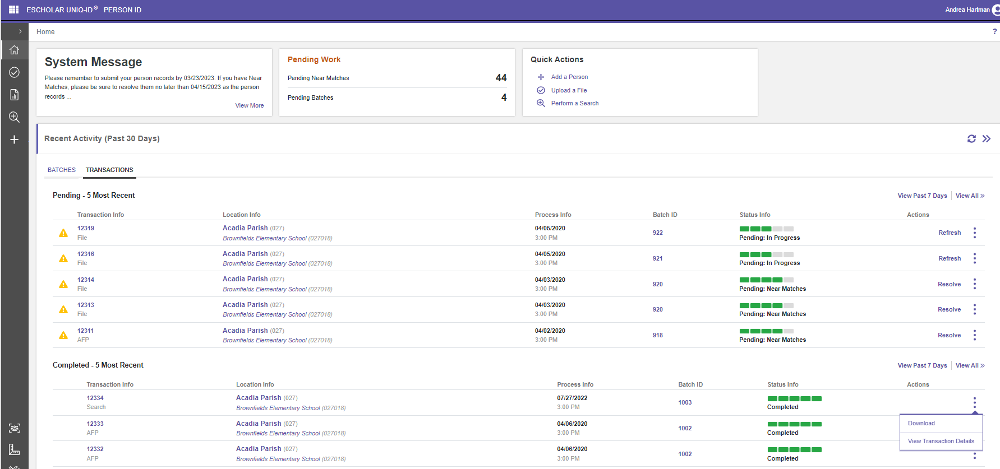 ESCHOLAR UNIQ-ID® PERSON ID
Andrea Hartman
Home
?
System Message
Please remember to submit your person records by 03/23/2023. If you have Near
Matches, please be sure to resolve them no later than 04/15/2023 as the person
records ...
View More
Pending Work
Pending Near Matches 44
Pending Batches 4
Quick Actions
Add a Person
Upload a File
Perform a Search
Recent Activity (Past 30 Days)
BATCHES TRANSACTIONS
Pending - 5 Most Recent View Past 7 Days View All »
Transaction Info Location Info Process Info Batch ID Status Info Actions
12319 Acadia Parish (027) 04/05/2020 922 Refresh
File Brownfields Elementary School (027018) 3:00 PM Pending: In Progress
12316 Acadia Parish (027) 04/05/2020 921 Refresh
File Brownfields Elementary School (027018) 3:00 PM Pending: In Progress
12314 Acadia Parish (027) 04/03/2020 920 Resolve
File Brownfields Elementary School (027018) 3:00 PM Pending: Near Matches
12313 Acadia Parish (027) 04/03/2020 920 Resolve
File Brownfields Elementary School (027018) 3:00 PM Pending: Near Matches
12311 Acadia Parish (027) 04/02/2020 918 Resolve
AFP Brownfields Elementary School (027018) 3:00 PM Pending: Near Matches
Completed - 5 Most Recent View Past 7 Days View All »
Transaction Info Location Info Process Info Batch ID Status Info Actions
12334 Acadia Parish (027) 07/27/2022 1003
Search Brownfields Elementary School (027018) 3:00 PM Completed
12333 Acadia Parish (027) 04/06/2020 1002
AFP Brownfields Elementary School (027018) 3:00 PM Completed
12332 Acadia Parish (027) 04/06/2020 1002
AFP Brownfields Elementary School (027018) 3:00 PM Completed
Download
View Transaction Details